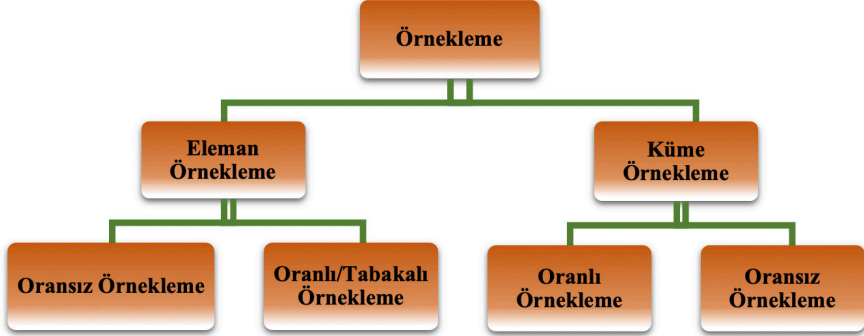 Örnekleme
Eleman
Örnekleme
Küme
Örnekleme
Oransız Örnekleme
Oranlı/Tabakalı
Örnekleme
Oranlı
Örnekleme
Oransız
Örnekleme